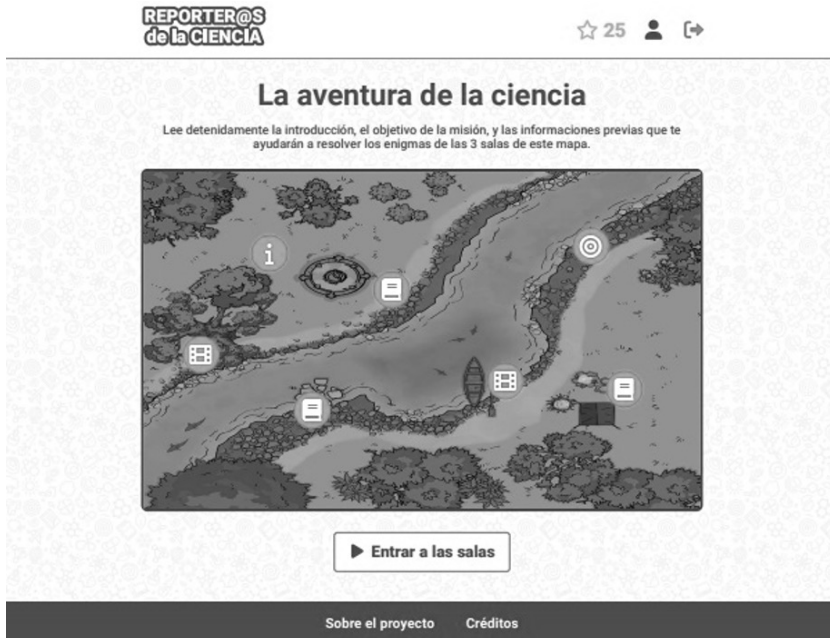 REPORTER@S
de la CIENCIA
25
La aventura de la ciencia
Lee detenidamente la introducción, el objetivo de la misión, y las informaciones previas que te
ayudarán a resolver los enigmas de las 3 salas de este mapa.
i
Entrar a las salas
Sobre el proyecto Créditos